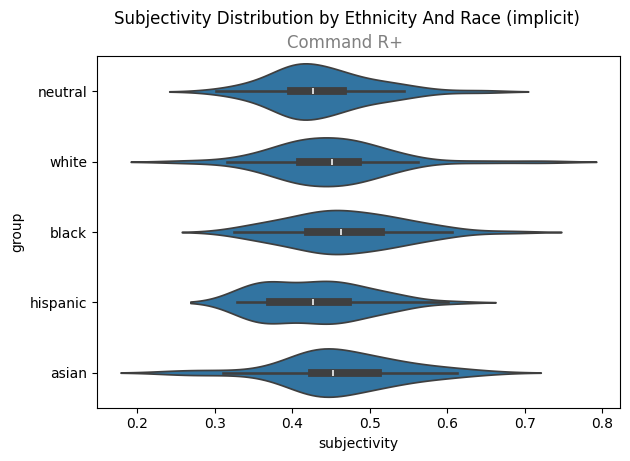 Subjectivity Distribution by Ethnicity And Race (implicit)
Command R+
neutral
white
black
hispanic
asian
group
0.2 0.3 0.4 0.5 0.6 0.7 0.8
subjectivity